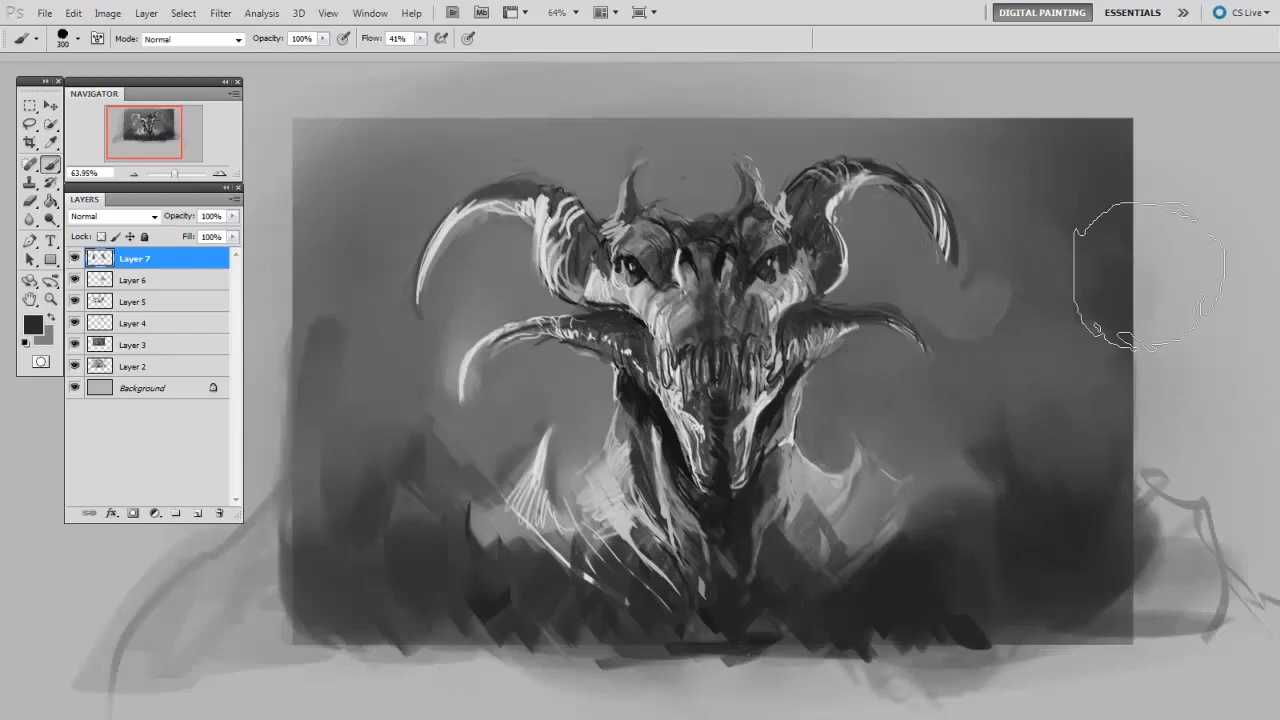 Ps File Edit Image Layer Select Filter Analysis 3D View Window Help Br Mb 64% DIGITAL PAINTING ESSENTIALS CS Live
300 Mode: Normal Opacity: 100% Flow: 41%
NAVIGATOR
63.95%
LAYERS
Normal Opacity: 100%
Lock: Fill: 100%
Layer 7
Layer 6
Layer 5
Layer 4
Layer 3
Layer 2
Background